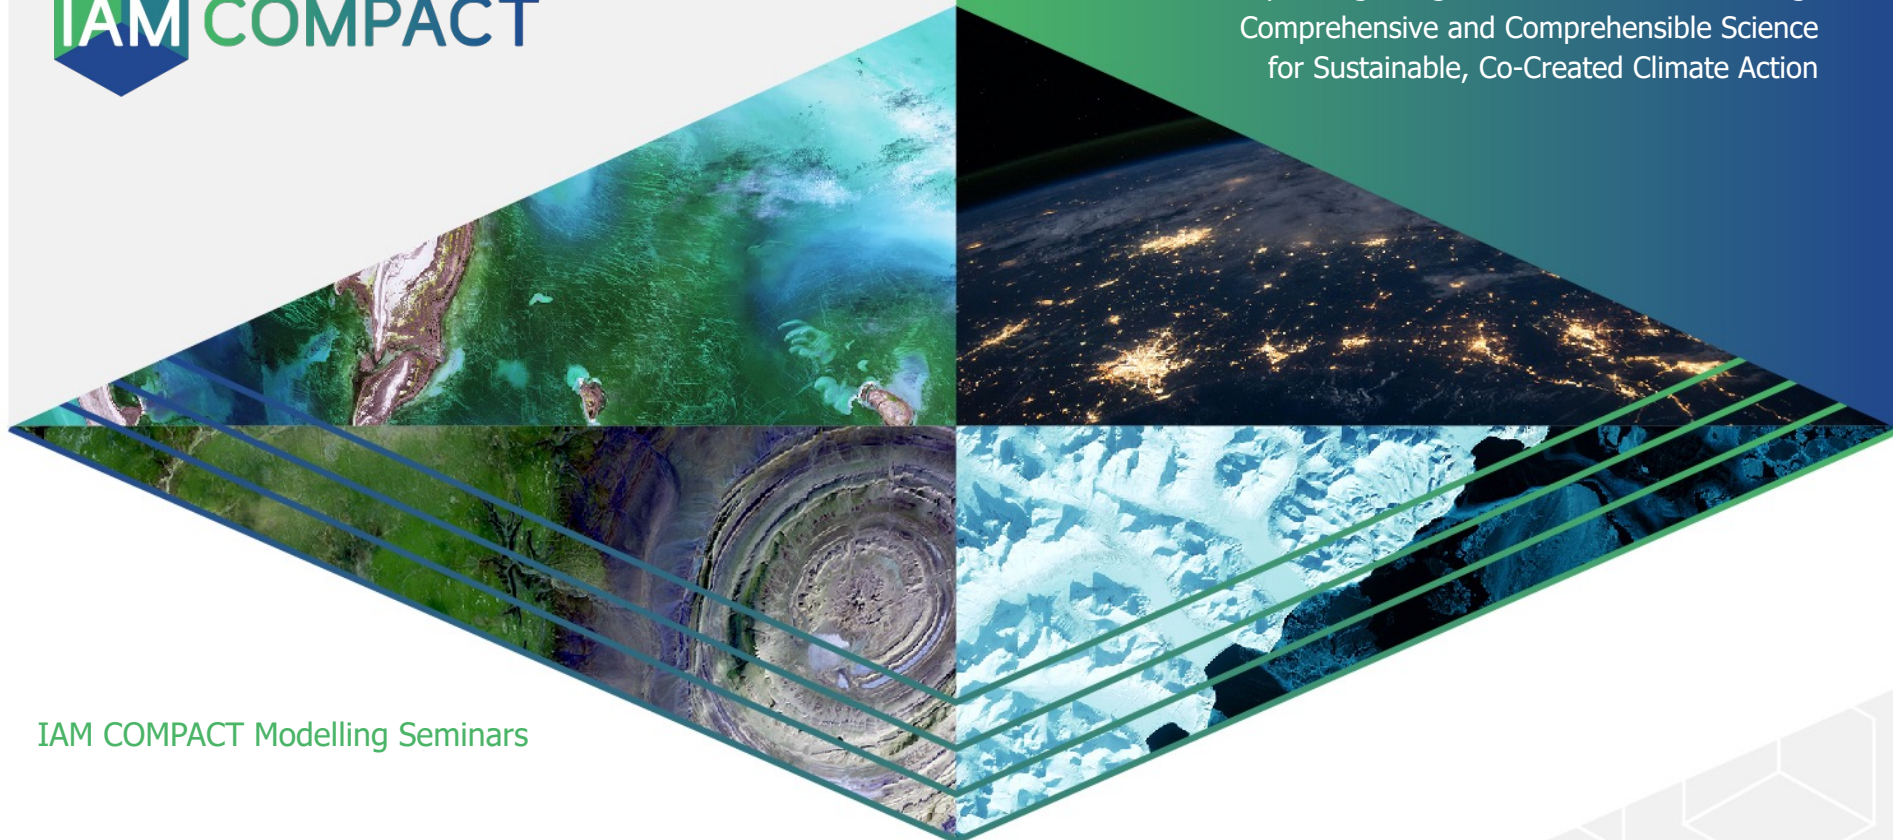 IAM COMPACT
Comprehensive and Comprehensible Science
for Sustainable, Co-Created Climate Action
IAM COMPACT Modelling Seminars